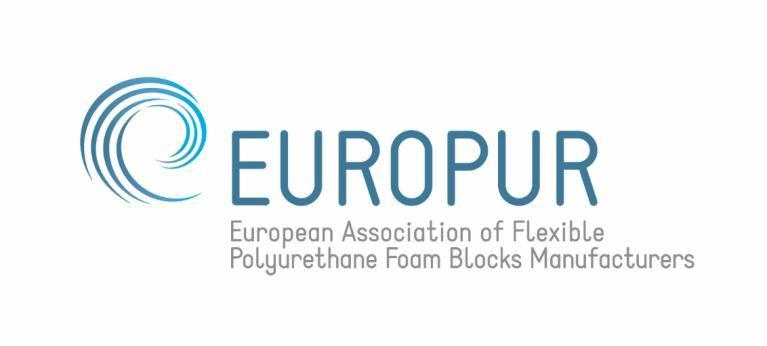 EUROPUR
European Association of Flexible
Polyurethane Foam Blocks Manufacturers